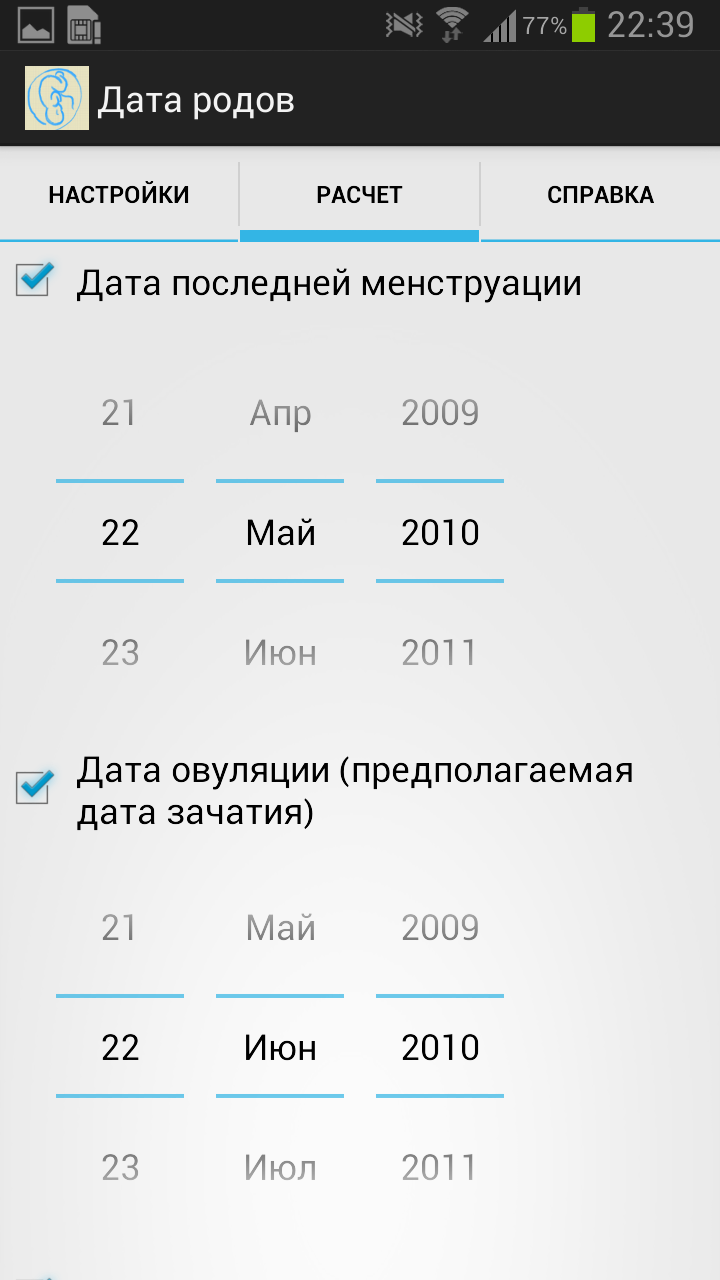 77% 22:39
Дата родов
НАСТРОЙКИ РАСЧЕТ СПРАВКА
Дата последней менструации
21 Апр 2009
22 Май 2010
23 Июн 2011
Дата овуляции (предполагаемая
дата зачатия)
21 Май 2009
22 Июн 2010
23 Июл 2011